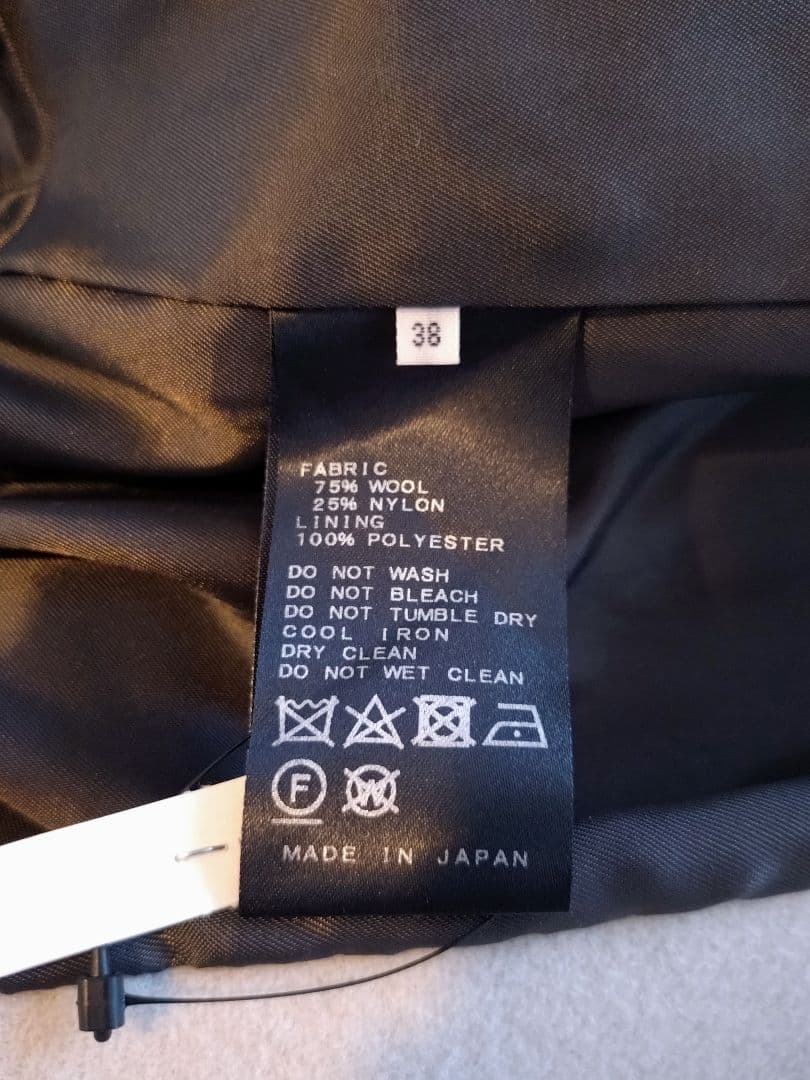 38
FABRIC
75% WOOL
25% NYLON
LINING
100% POLYESTER
DO NOT WASH
DO NOT BLEACH
DO NOT TUMBLE DRY
COOL IRON
DRY CLEAN
DO NOT WET CLEAN
F W
MADE IN JAPAN